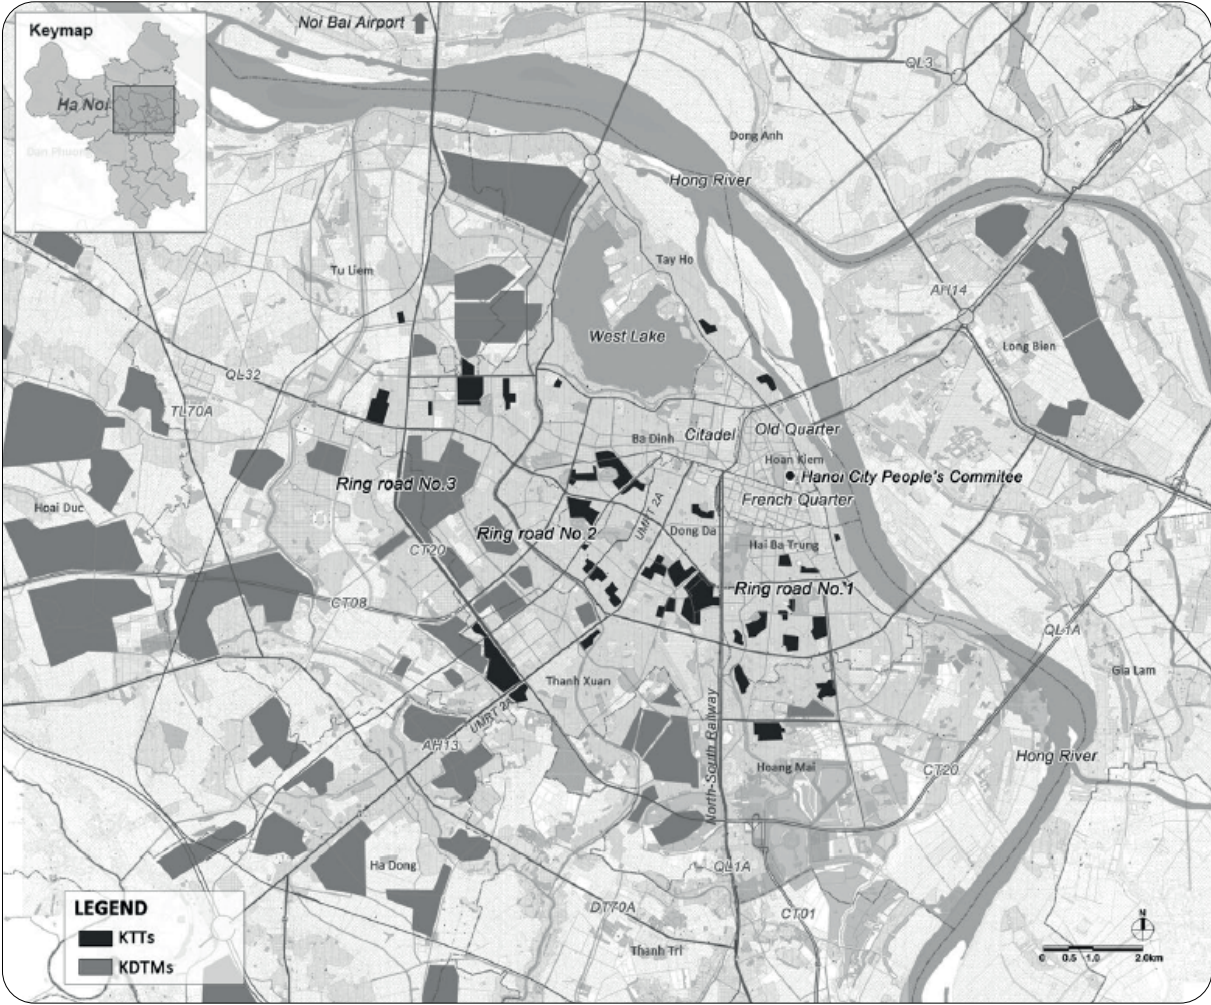 Noi Bai Airport
Keymap
QL3
Ha Noi
Dan Phuong
Dong Anh
Hong River
Tu Liem
Tay Ho
AH14
West Lake
Long Bien
QL32
TL70A
Ba Dinh
Citadel
Old Quarter
Hoan Kiem
Ring road No.3
Hanoi City People's Commitee
French Quarter
Hoai Duc
UMRT 2A
Ring road No.2
Dong Da
CT20
Hai Ba Trung
Ring road No.1
CT08
QL1A
Gia Lam
Thanh Xuan
UMRT 2A
AH13
North-South Railway
Hong River
Hoang Mai
CT20
Ha Dong
QL1A
LEGEND
KTTs
KDTMs
DT70A
CT01
Thanh Tri
N
0 0.5 1.0 2.0km